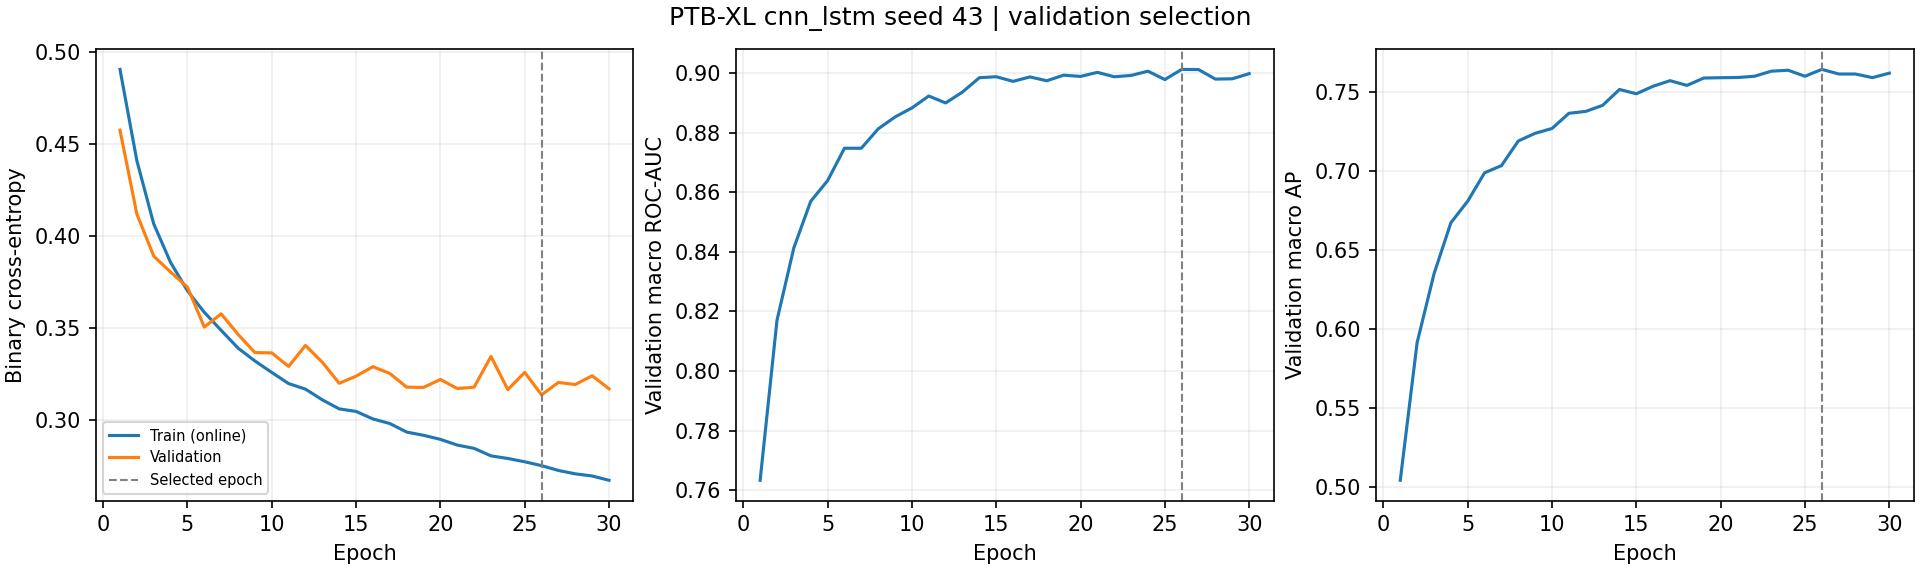 PTB-XL cnn_lstm seed 43 | validation selection
Binary cross-entropy
0.50
0.45
0.40
0.35
0.30
Train (online)
Validation
Selected epoch
0 5 10 15 20 25 30
Epoch
Validation macro ROC-AUC
0.90
0.88
0.86
0.84
0.82
0.80
0.78
0.76
0 5 10 15 20 25 30
Epoch
Validation macro AP
0.75
0.70
0.65
0.60
0.55
0.50
0 5 10 15 20 25 30
Epoch